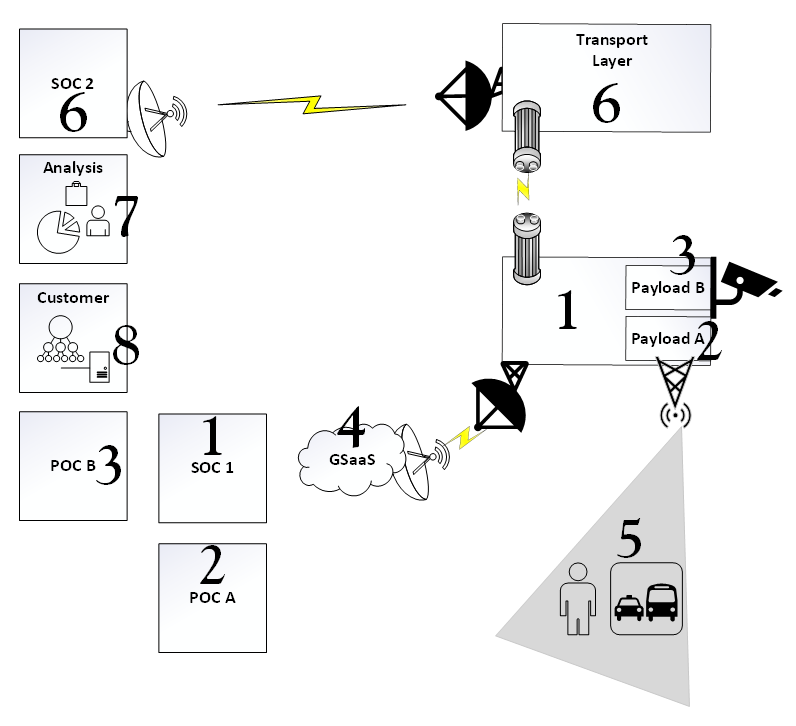 SOC 2
6
Transport
Layer
6
Analysis
7
3
Payload B
1
Customer
8
Payload A
2
POC B
3
1
SOC 1
4
GSaaS
2
POC A
5